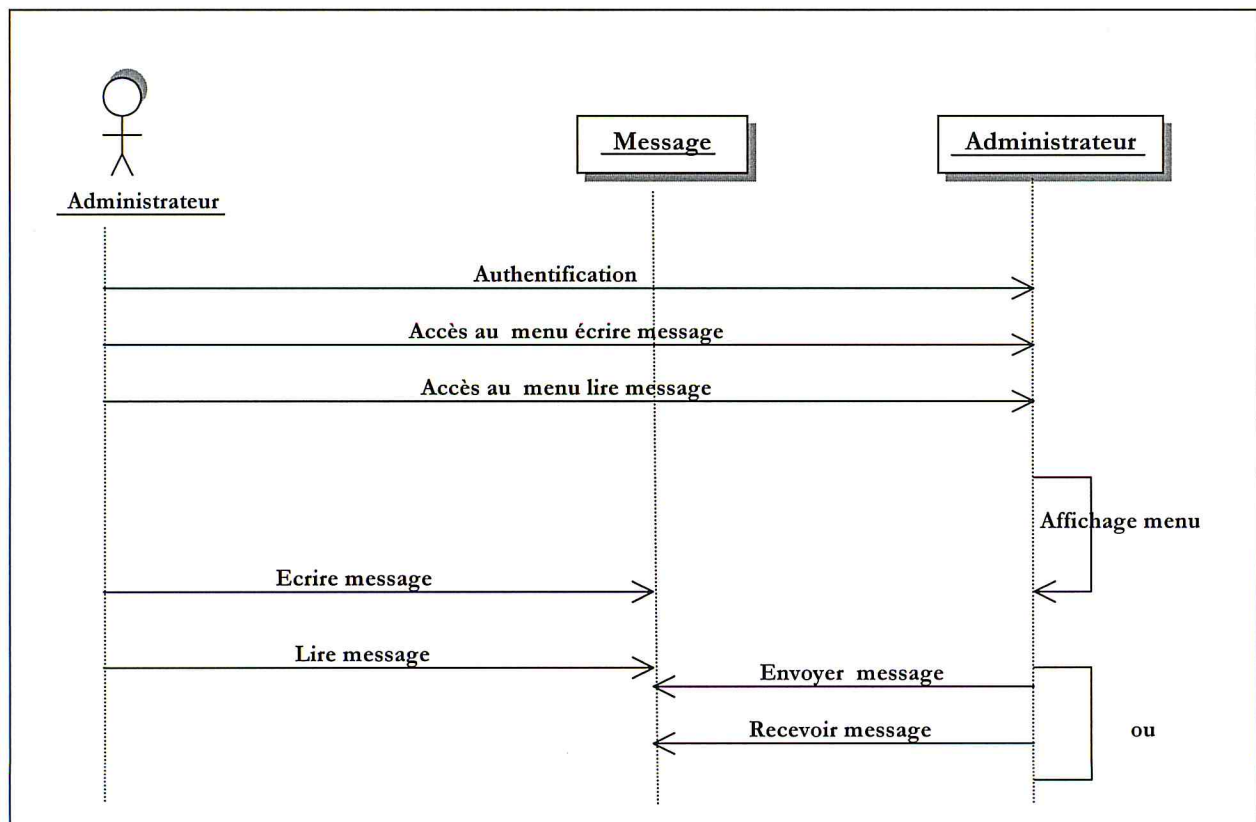 Message
Administrateur
Administrateur
Authentification
Accès au menu écrire message
Accès au menu lire message
Affichage menu
Ecrire message
Lire message
Envoyer message
Recevoir message
ou